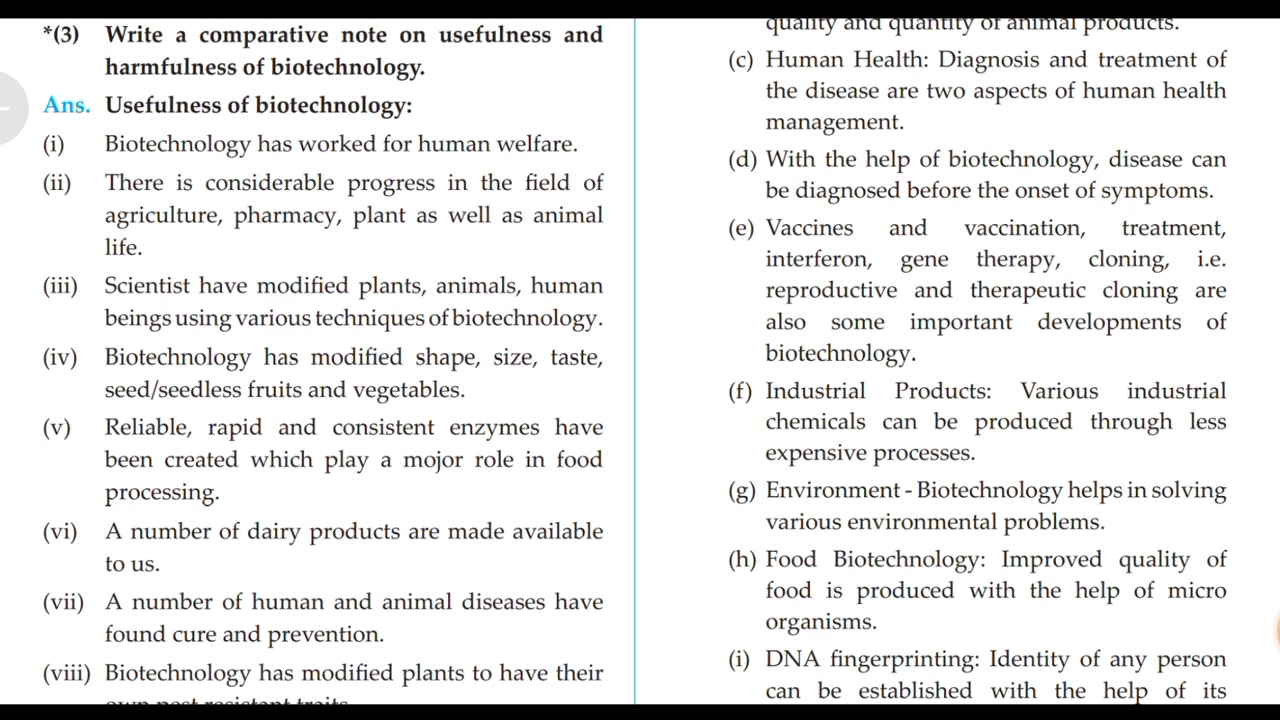 *(3) Write a comparative note on usefulness and
harmfulness of biotechnology.
Ans. Usefulness of biotechnology:
(i) Biotechnology has worked for human welfare.
(ii) There is considerable progress in the field of
agriculture, pharmacy, plant as well as animal
life.
(iii) Scientist have modified plants, animals, human
beings using various techniques of biotechnology.
(iv) Biotechnology has modified shape, size, taste,
seed/seedless fruits and vegetables.
(v) Reliable, rapid and consistent enzymes have
been created which play a mojor role in food
processing.
(vi) A number of dairy products are made available
to us.
(vii) A number of human and animal diseases have
found cure and prevention.
(viii) Biotechnology has modified plants to have their
own pest resistant traits
quality and quantity of animal products.
(c) Human Health: Diagnosis and treatment of
the disease are two aspects of human health
management.
(d) With the help of biotechnology, disease can
be diagnosed before the onset of symptoms.
(e) Vaccines and vaccination, treatment,
interferon, gene therapy, cloning, i.e.
reproductive and therapeutic cloning are
also some important developments of
biotechnology.
(f) Industrial Products: Various industrial
chemicals can be produced through less
expensive processes.
(g) Environment - Biotechnology helps in solving
various environmental problems.
(h) Food Biotechnology: Improved quality of
food is produced with the help of micro
organisms.
(i) DNA fingerprinting: Identity of any person
can be established with the help of its